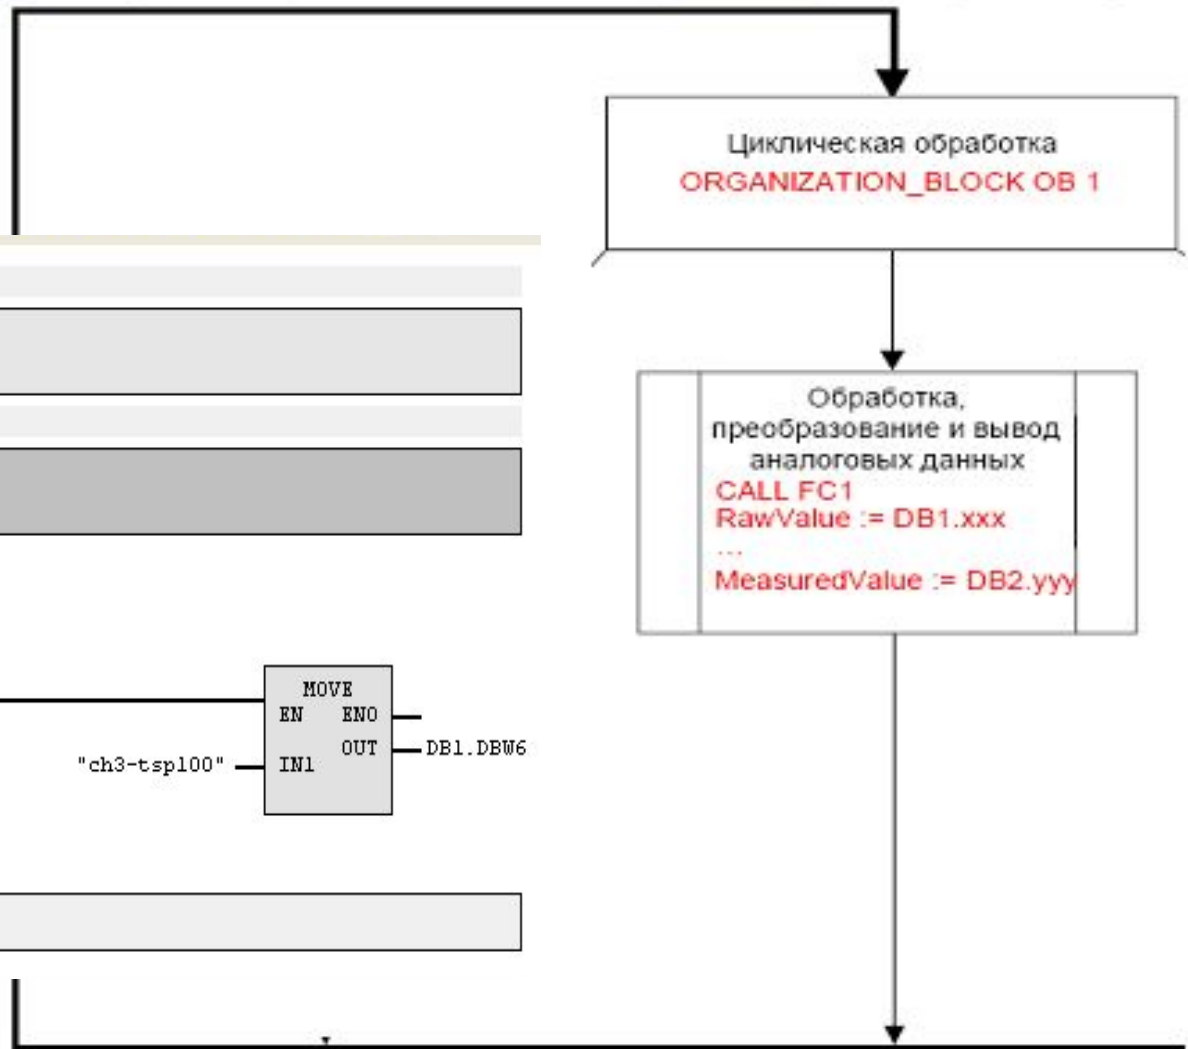 Циклическая обработка
ORGANIZATION_BLOCK OB 1
Обработка,
преобразование и вывод
аналоговых данных
CALL FC1
RawValue := DB1.xxx
...
MeasuredValue := DB2.yyy
MOVE
EN ENO
OUT DB1.DBW6
"ch3-tsp100" IN1